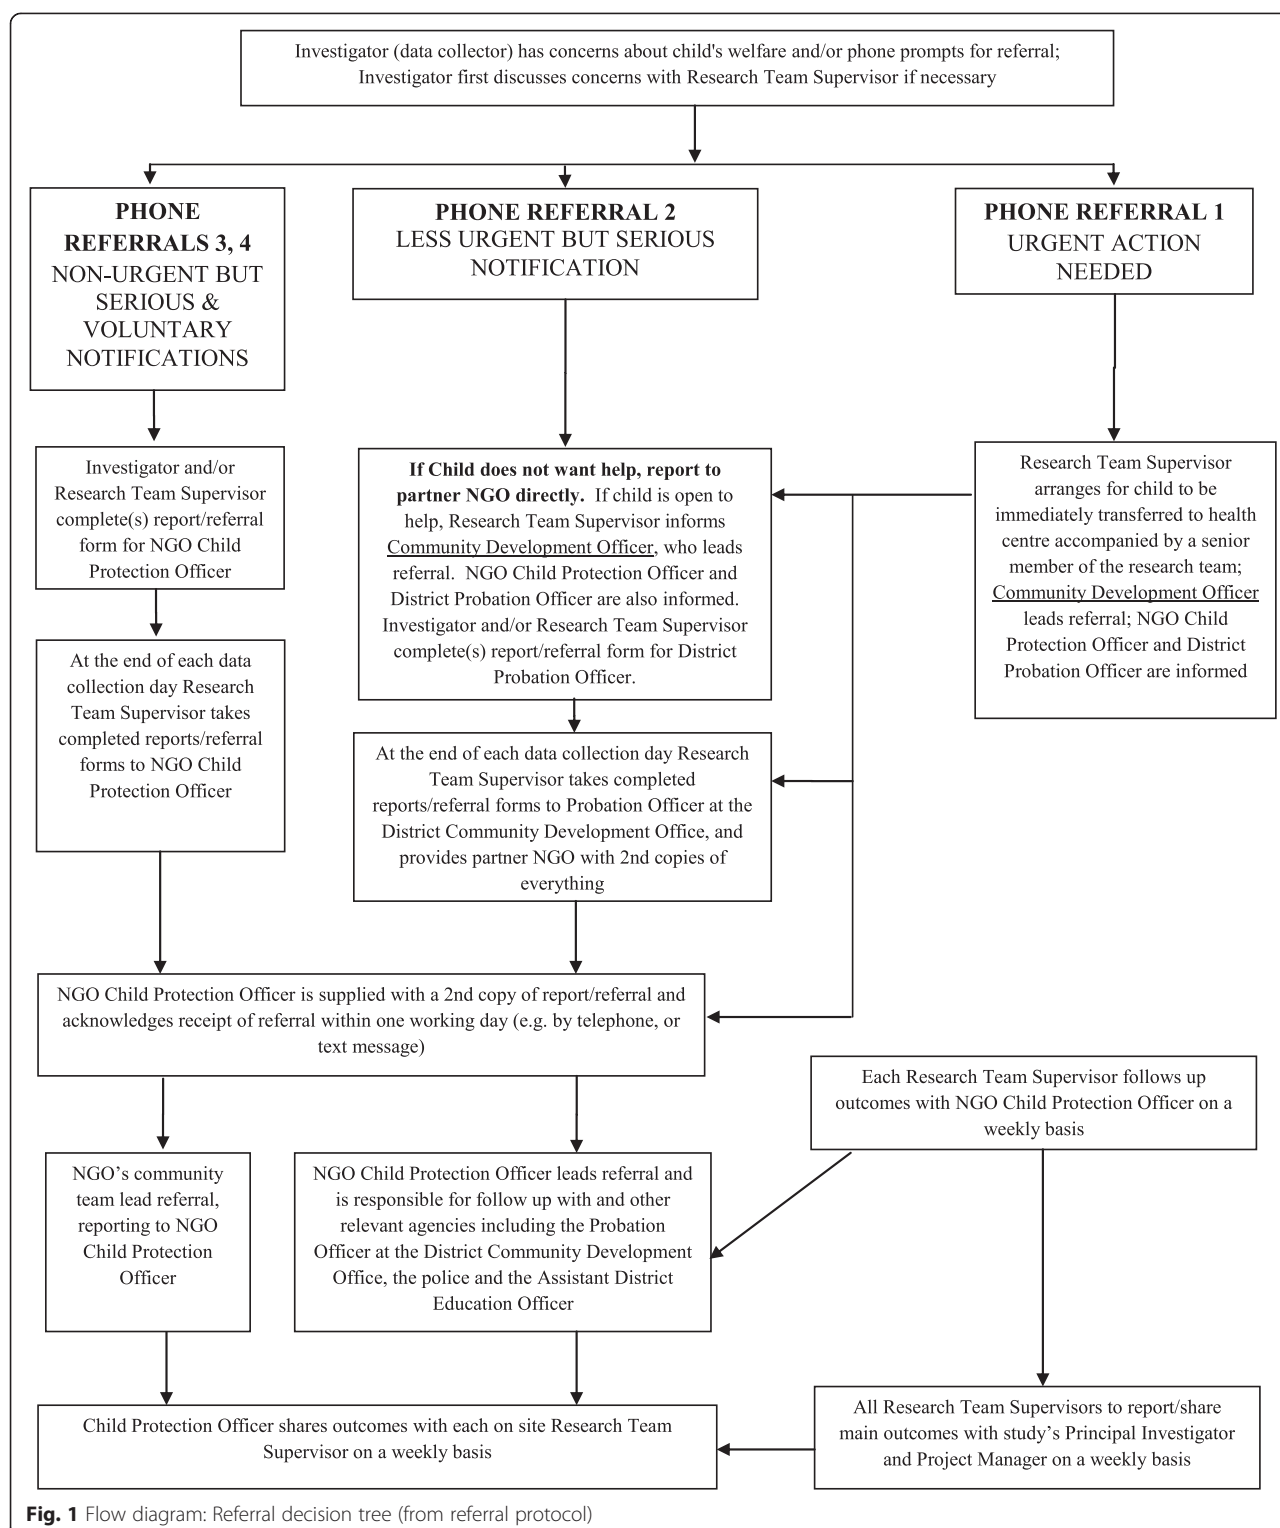 Investigator (data collector) has concerns about child's welfare and/or phone prompts for referral;
Investigator first discusses concerns with Research Team Supervisor if necessary
PHONE
REFERRALS 3, 4
NON-URGENT BUT
SERIOUS &
VOLUNTARY
NOTIFICATIONS
PHONE REFERRAL 2
LESS URGENT BUT SERIOUS
NOTIFICATION
PHONE REFERRAL 1
URGENT ACTION
NEEDED
Investigator and/or
Research Team Supervisor
complete(s) report/referral
form for NGO Child
Protection Officer
If Child does not want help, report to
partner NGO directly. If child is open to
help, Research Team Supervisor informs
Community Development Officer, who leads
referral. NGO Child Protection Officer and
District Probation Officer are also informed.
Investigator and/or Research Team Supervisor
complete(s) report/referral form for District
Probation Officer.
Research Team Supervisor
arranges for child to be
immediately transferred to health
centre accompanied by a senior
member of the research team;
Community Development Officer
leads referral; NGO Child
Protection Officer and District
Probation Officer are informed
At the end of each data
collection day Research
Team Supervisor takes
completed reports/referral
forms to NGO Child
Protection Officer
At the end of each data collection day Research
Team Supervisor takes completed
reports/referral forms to Probation Officer at the
District Community Development Office, and
provides partner NGO with 2nd copies of
everything
NGO Child Protection Officer is supplied with a 2nd copy of report/referral and
acknowledges receipt of referral within one working day (e.g. by telephone, or
text message)
Each Research Team Supervisor follows up
outcomes with NGO Child Protection Officer on a
weekly basis
NGO's community
team lead referral,
reporting to NGO
Child Protection
Officer
NGO Child Protection Officer leads referral and
is responsible for follow up with and other
relevant agencies including the Probation
Officer at the District Community Development
Office, the police and the Assistant District
Education Officer
Child Protection Officer shares outcomes with each on site Research Team
Supervisor on a weekly basis
All Research Team Supervisors to report/share
main outcomes with study's Principal Investigator
and Project Manager on a weekly basis
Fig. 1 Flow diagram: Referral decision tree (from referral protocol)